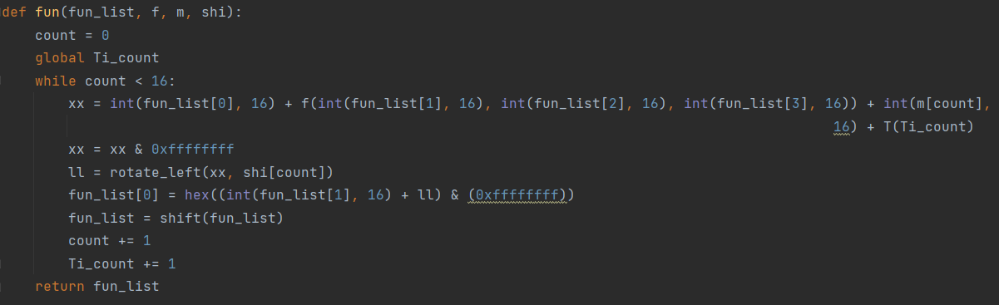 def fun(fun_list, f, m, shi):
    count = 0
    global Ti_count
    while count < 16:
        xx = int(fun_list[0], 16) + f(int(fun_list[1], 16), int(fun_list[2], 16), int(fun_list[3], 16)) + int(m[count],
                                                                                                              16) + T(Ti_count)
        xx = xx & 0xffffffff
        ll = rotate_left(xx, shi[count])
        fun_list[0] = hex((int(fun_list[1], 16) + ll) & (0xffffffff))
        fun_list = shift(fun_list)
        count += 1
        Ti_count += 1
    return fun_list